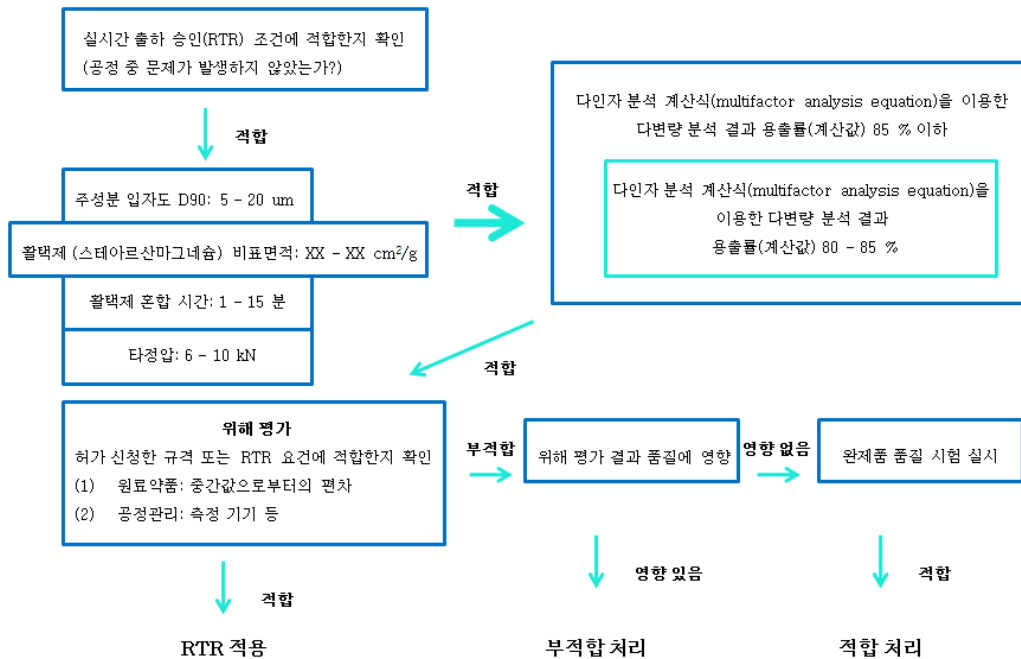 실시간 출하 승인(RTR) 조건에 적합한지 확인
(공정 중 문제가 발생하지 않았는가?)
적합
주성분 입자도 D90: 5 – 20 um
활택제 (스테아르산마그네슘) 비표면적: XX – XX cm²/g
활택제 혼합 시간: 1 – 15 분
타정압: 6 – 10 kN
적합
다인자 분석 계산식(multifactor analysis equation)을 이용한
다변량 분석 결과 용출률(계산값) 85 % 이하
다인자 분석 계산식(multifactor analysis equation)을
이용한 다변량 분석 결과
용출률(계산값) 80 – 85 %
적합
위해 평가
허가 신청한 규격 또는 RTR 요건에 적합한지 확인
(1) 원료약품: 중간값으로부터의 편차
(2) 공정관리: 측정 기기 등
부적합
위해 평가 결과 품질에 영향
영향 없음
완제품 품질 시험 실시
적합
영향 있음
적합
RTR 적용
부적합 처리
적합 처리